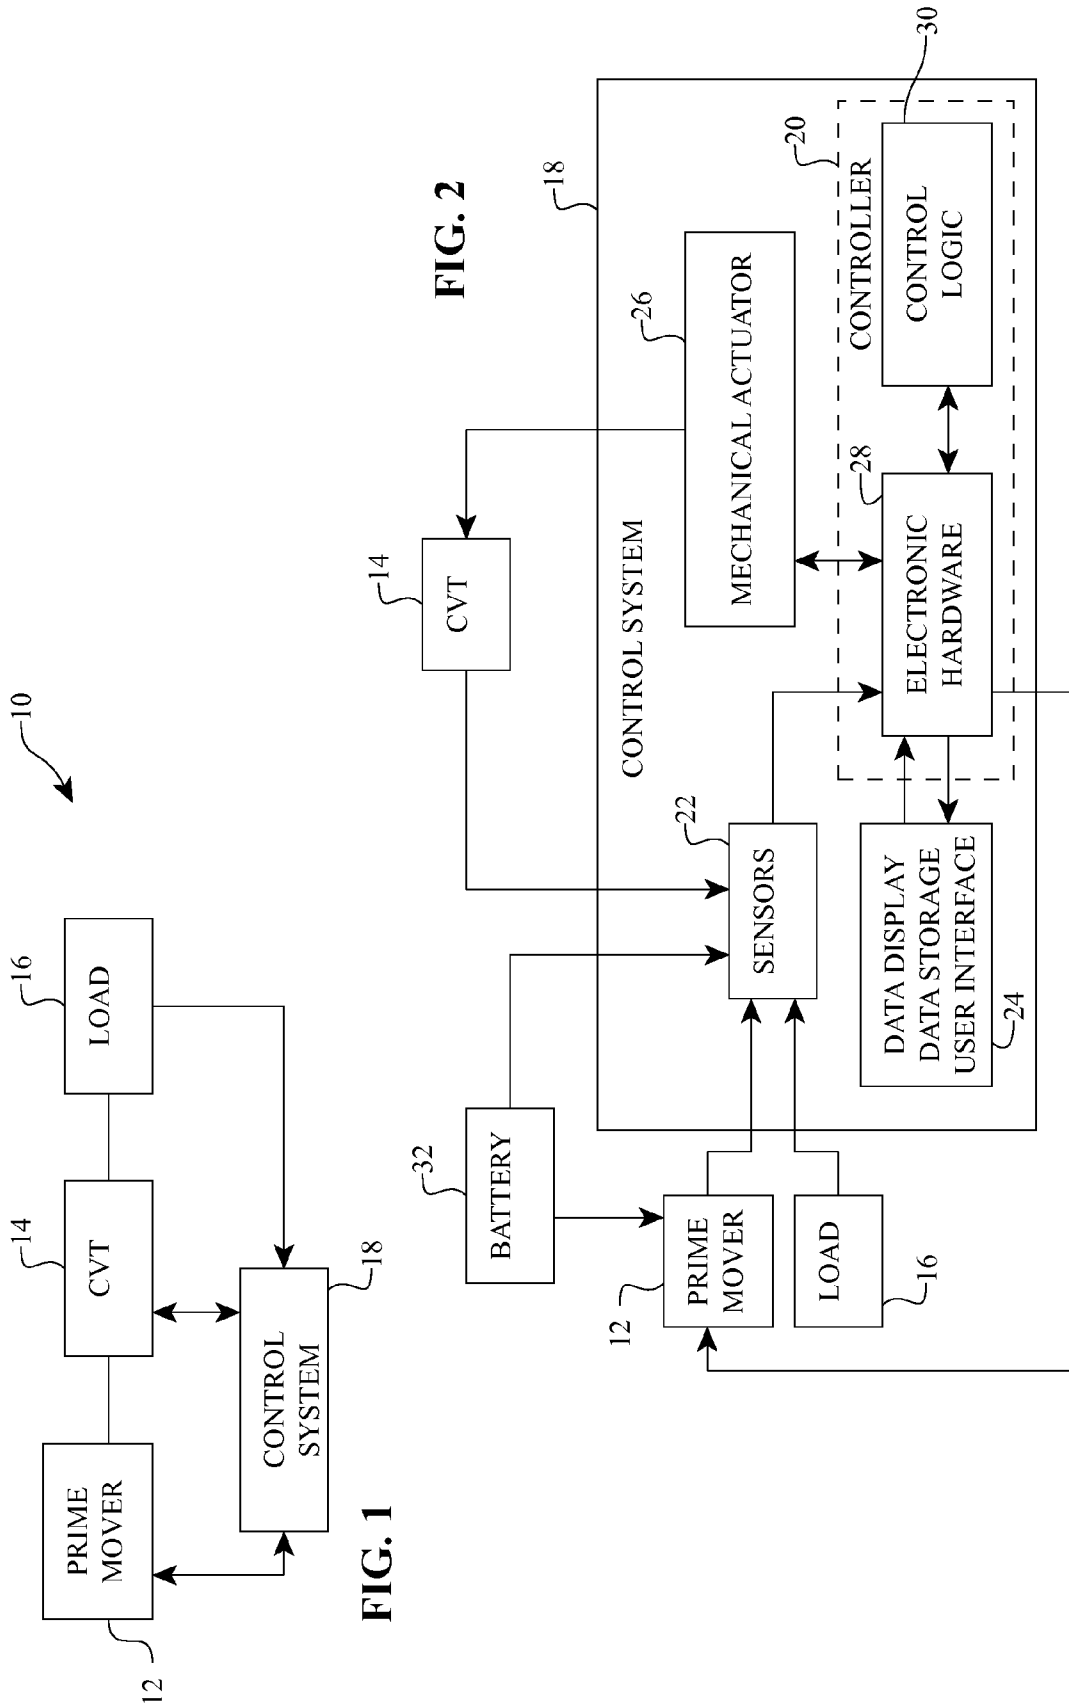 10
12
PRIME
MOVER
14
CVT
16
LOAD
CONTROL
SYSTEM
18
FIG. 1
FIG. 2
14
CVT
32
BATTERY
18
CONTROL SYSTEM
26
MECHANICAL ACTUATOR
22
SENSORS
12
PRIME
MOVER
LOAD
16
20
CONTROLLER
28
ELECTRONIC
HARDWARE
30
CONTROL
LOGIC
DATA DISPLAY
DATA STORAGE
USER INTERFACE
24